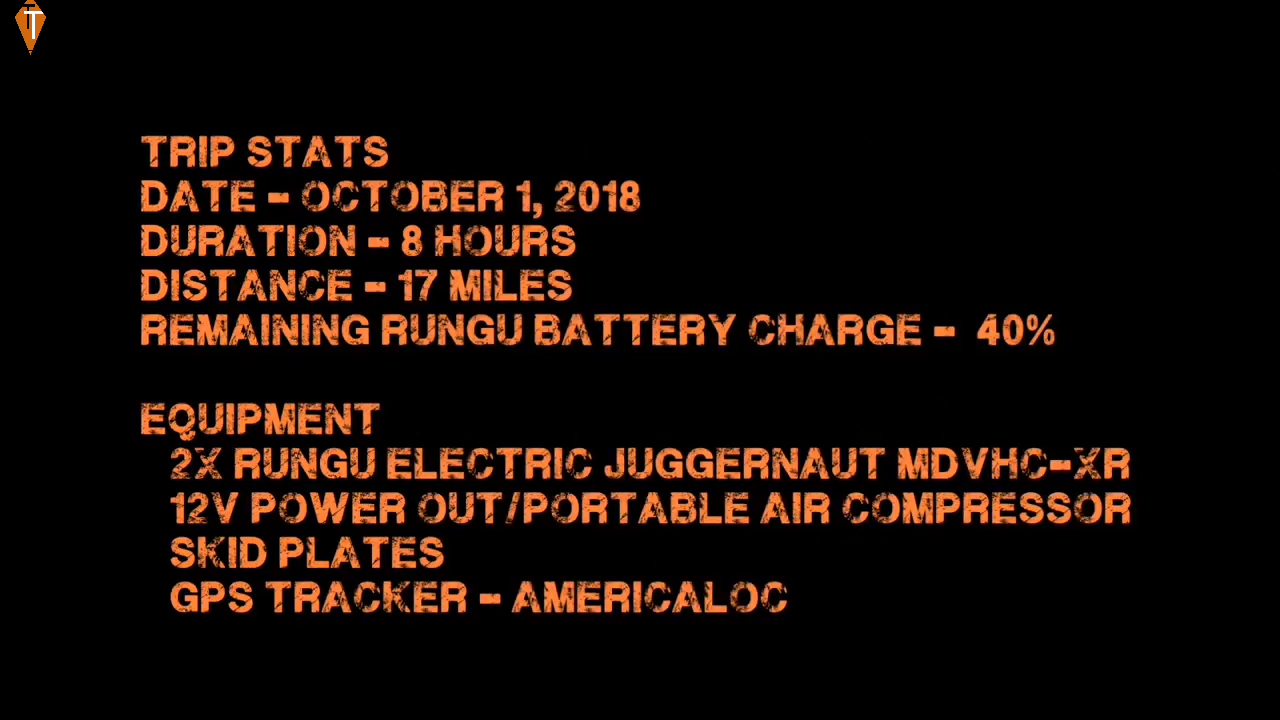 T
TRIP STATS
DATE - OCTOBER 1, 2018
DURATION - 8 HOURS
DISTANCE - 17 MILES
REMAINING RUNGU BATTERY CHARGE -  40%
EQUIPMENT
2X RUNGU ELECTRIC JUGGERNAUT MDVHC-XR
12V POWER OUT/PORTABLE AIR COMPRESSOR
SKID PLATES
GPS TRACKER - AMERICALOC